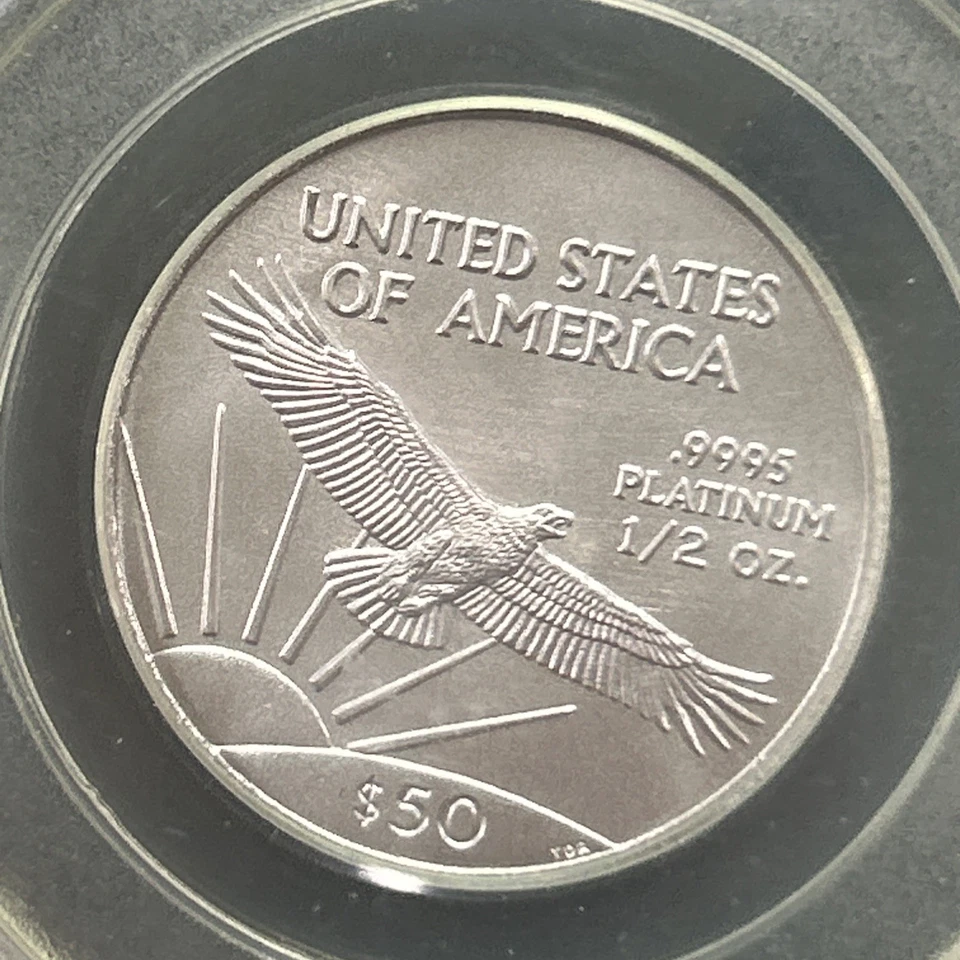 UNITED STATES
OF AMERICA
.9995
PLATINUM
1/2 OZ.
$50